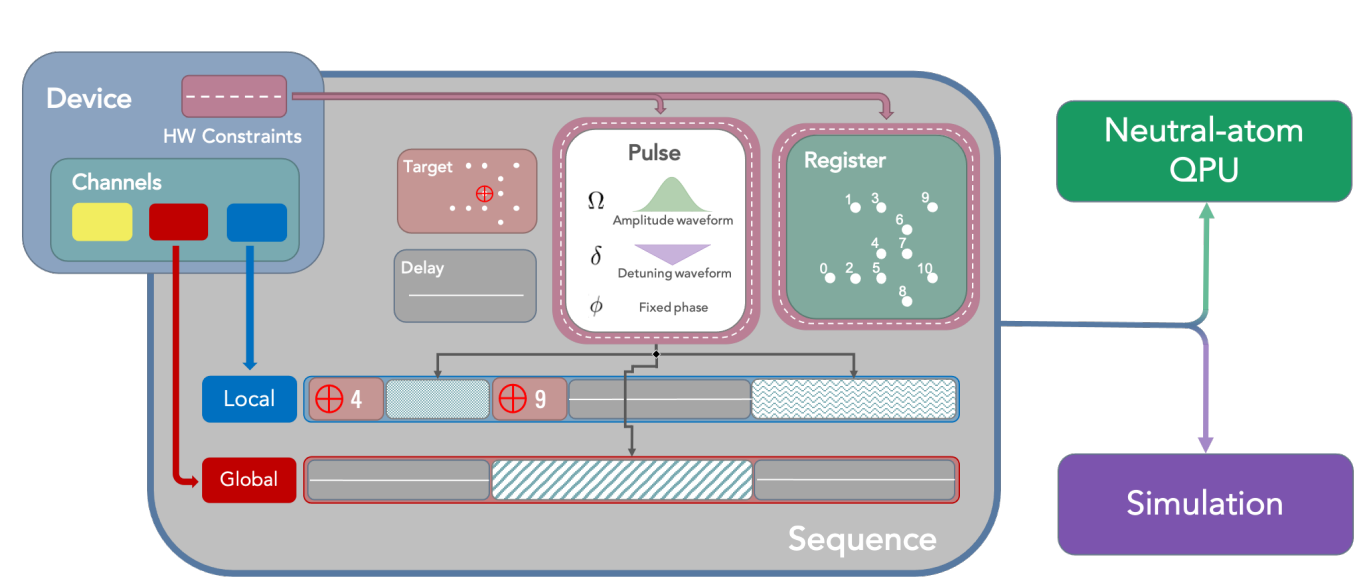 Device
HW Constraints
Channels
Target
Delay
Pulse
Ω
Amplitude waveform
δ
Detuning waveform
ϕ
Fixed phase
Register
1 3 9
6
4 7
0 2 5 10
8
Neutral-atom
QPU
Local
4
9
Global
Sequence
Simulation